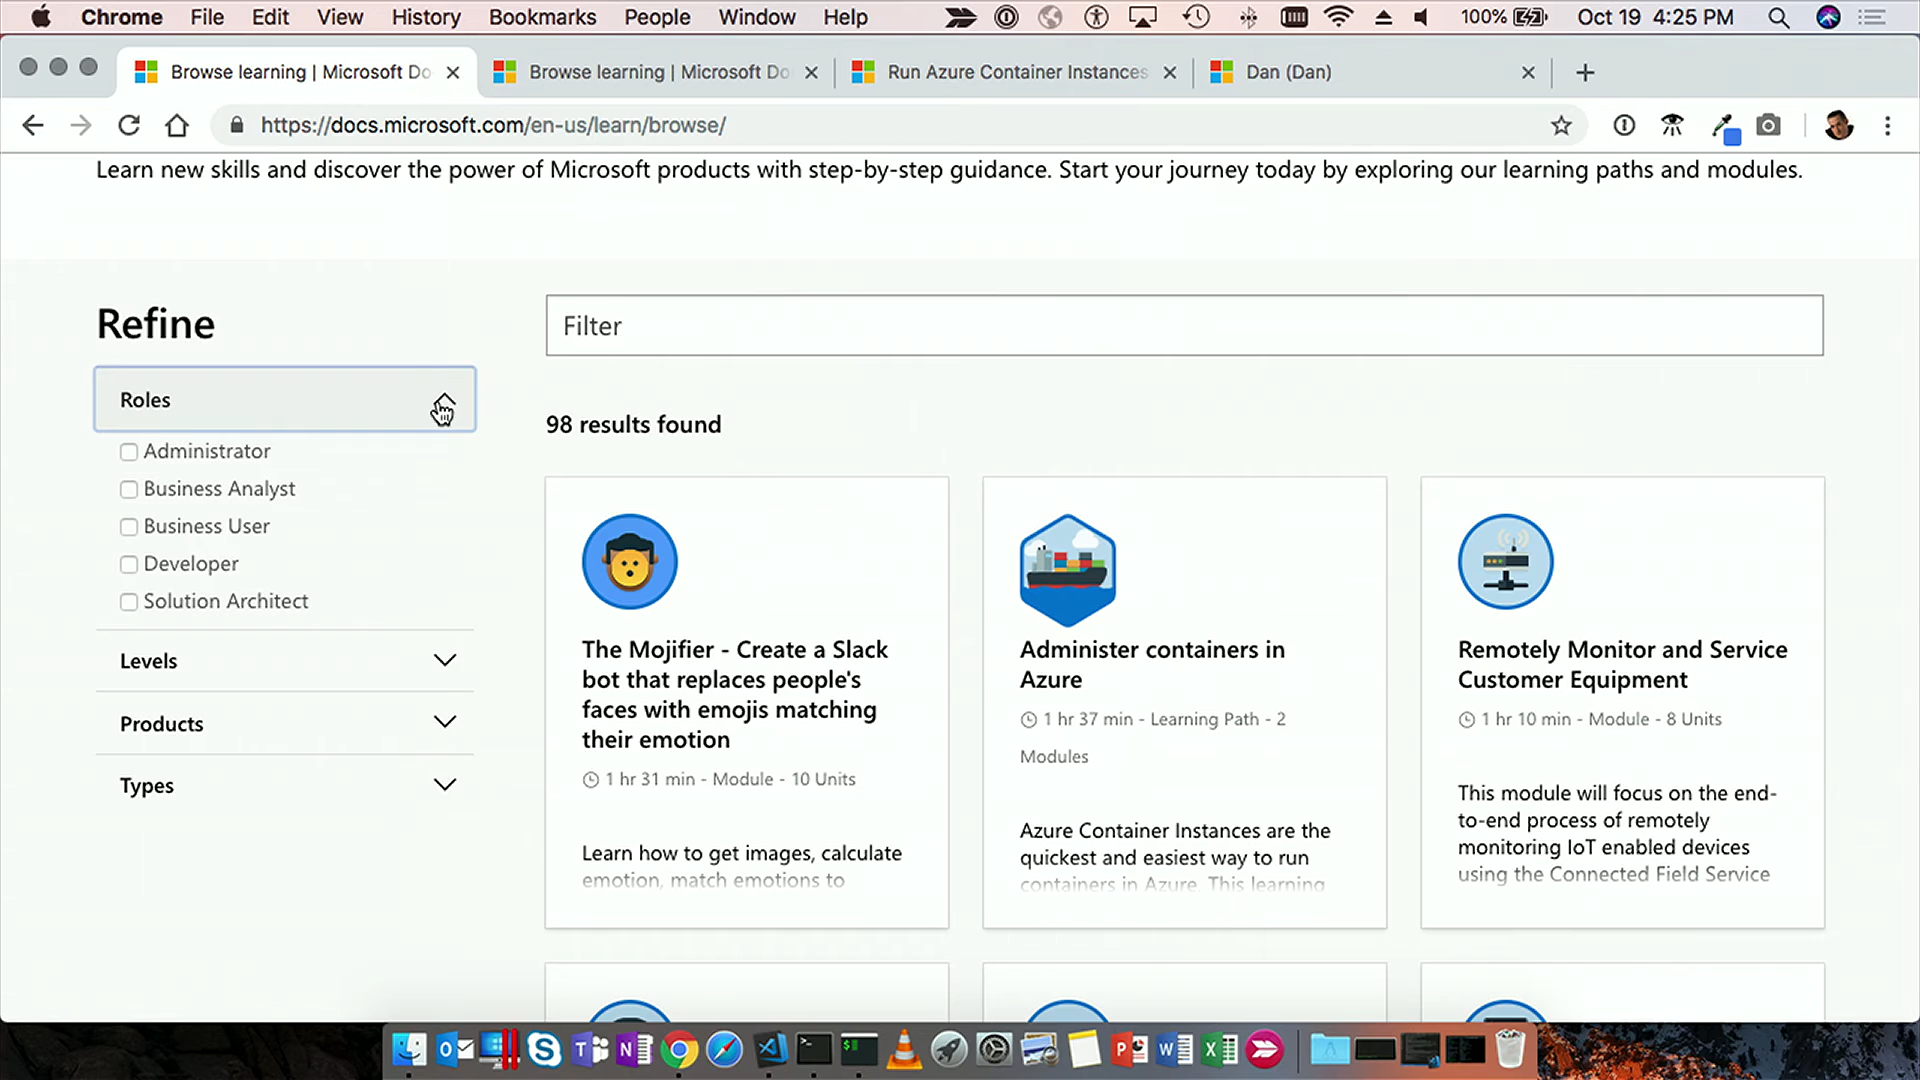 Chrome File Edit View History Bookmarks People Window Help 100% Oct 19 4:25 PM
Browse learning | Microsoft Do Browse learning | Microsoft Do Run Azure Container Instances Dan (Dan)
https://docs.microsoft.com/en-us/learn/browse/
Learn new skills and discover the power of Microsoft products with step-by-step guidance. Start your journey today by exploring our learning paths and modules.
Refine
Filter
Roles
98 results found
Administrator
Business Analyst
Business User
Developer
Solution Architect
Levels
Products
Types
The Mojifier - Create a Slack
bot that replaces people's
faces with emojis matching
their emotion
1 hr 31 min - Module - 10 Units
Learn how to get images, calculate
emotion, match emotions to
Administer containers in
Azure
1 hr 37 min - Learning Path - 2
Modules
Azure Container Instances are the
quickest and easiest way to run
containers in Azure. This learning
Remotely Monitor and Service
Customer Equipment
1 hr 10 min - Module - 8 Units
This module will focus on the end-
to-end process of remotely
monitoring IoT enabled devices
using the Connected Field Service